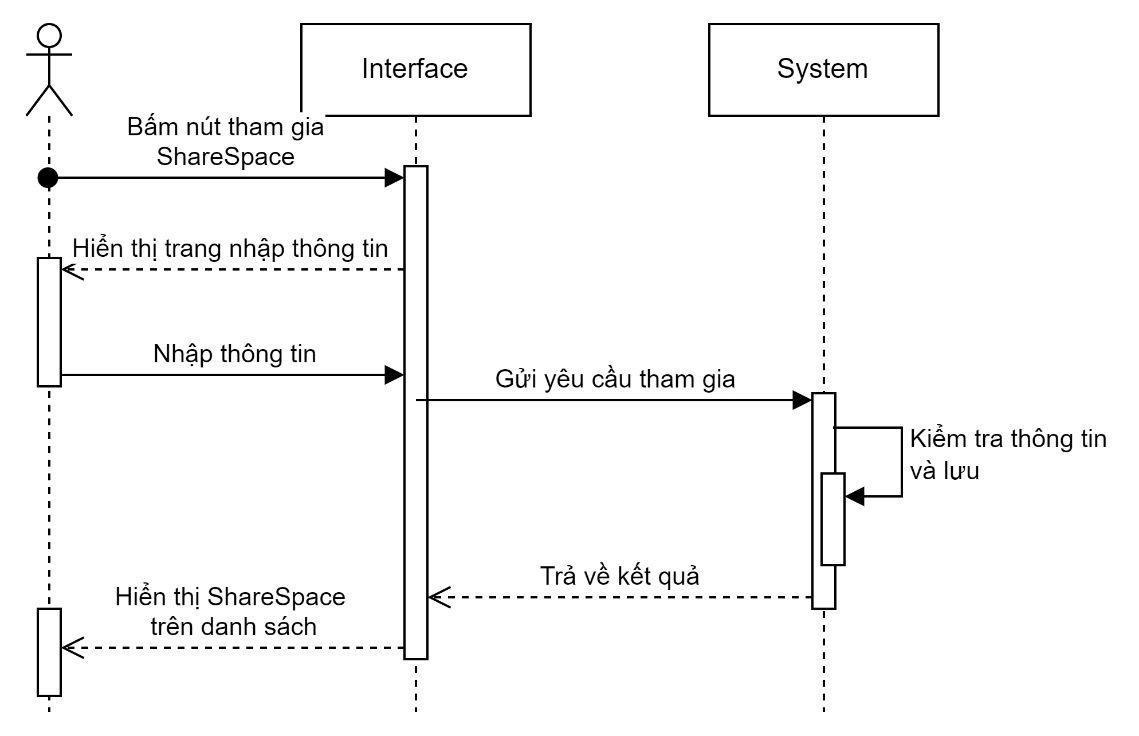 Interface
System
Bấm nút tham gia
ShareSpace
Hiển thị trang nhập thông tin
Nhập thông tin
Gửi yêu cầu tham gia
Kiểm tra thông tin
và lưu
Trả về kết quả
Hiển thị ShareSpace
trên danh sách